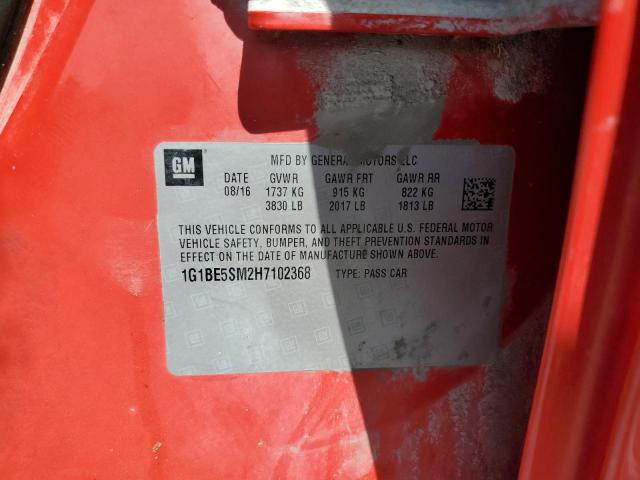 GM
MFD BY GENERAL MOTORS LLC
DATE GVWR GAWR FRT GAWR RR
08/16 1737 KG 915 KG 822 KG
3830 LB 2017 LB 1813 LB
THIS VEHICLE CONFORMS TO ALL APPLICABLE U.S. FEDERAL MOTOR
VEHICLE SAFETY, BUMPER, AND THEFT PREVENTION STANDARDS IN
EFFECT ON THE DATE OF MANUFACTURE SHOWN ABOVE.
1G1BE5SM2H7102368 TYPE: PASS CAR